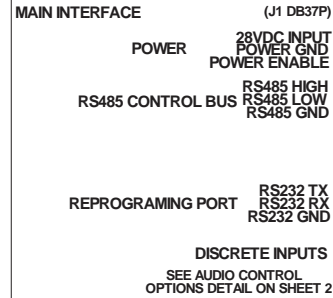 MAIN INTERFACE (J1 DB37P)
28VDC INPUT
POWER POWER GND
POWER ENABLE
RS485 HIGH
RS485 CONTROL BUS RS485 LOW
RS485 GND
RS232 TX
REPROGRAMING PORT RS232 RX
RS232 GND
DISCRETE INPUTS
SEE AUDIO CONTROL
OPTIONS DETAIL ON SHEET 2